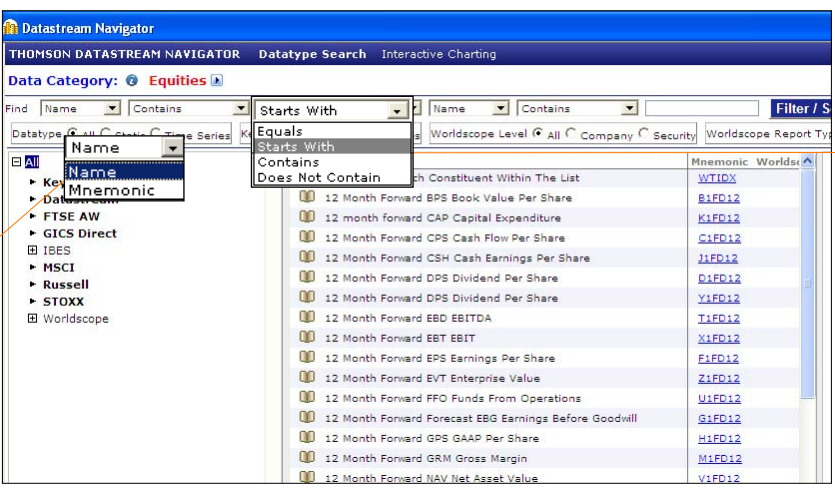 Datastream Navigator
THOMSON DATASTREAM NAVIGATOR Datatype Search Interactive Charting
Data Category: Equities
Find Name Contains Starts With Name Contains Filter / S
Equals
Starts With
Contains
Does Not Contain
Datatype All Static Time Series Worldscope Level All Company Security Worldscope Report Typ
Name
Name
Mnemonic
All
Datastream
FTSE AW
GICS Direct
IBES
MSCI
Russell
STOXX
Worldscope
Mnemonic
Constituent Within The List WTIDX
12 Month Forward BPS Book Value Per Share B1FD12
12 month Forward CAP Capital Expenditure K1FD12
12 Month Forward CPS Cash Flow Per Share C1FD12
12 Month Forward CSH Cash Earnings Per Share J1FD12
12 Month Forward DPS Dividend Per Share D1FD12
12 Month Forward DPS Dividend Per Share Y1FD12
12 Month Forward EBD EBITDA T1FD12
12 Month Forward EBT EBIT X1FD12
12 Month Forward EPS Earnings Per Share F1FD12
12 Month Forward EVT Enterprise Value Z1FD12
12 Month Forward FFO Funds From Operations U1FD12
12 Month Forward Forecast EBG Earnings Before Goodwill G1FD12
12 Month Forward GPS GAAP Per Share H1FD12
12 Month Forward GRM Gross Margin M1FD12
12 Month Forward NAV Net Asset Value V1FD12